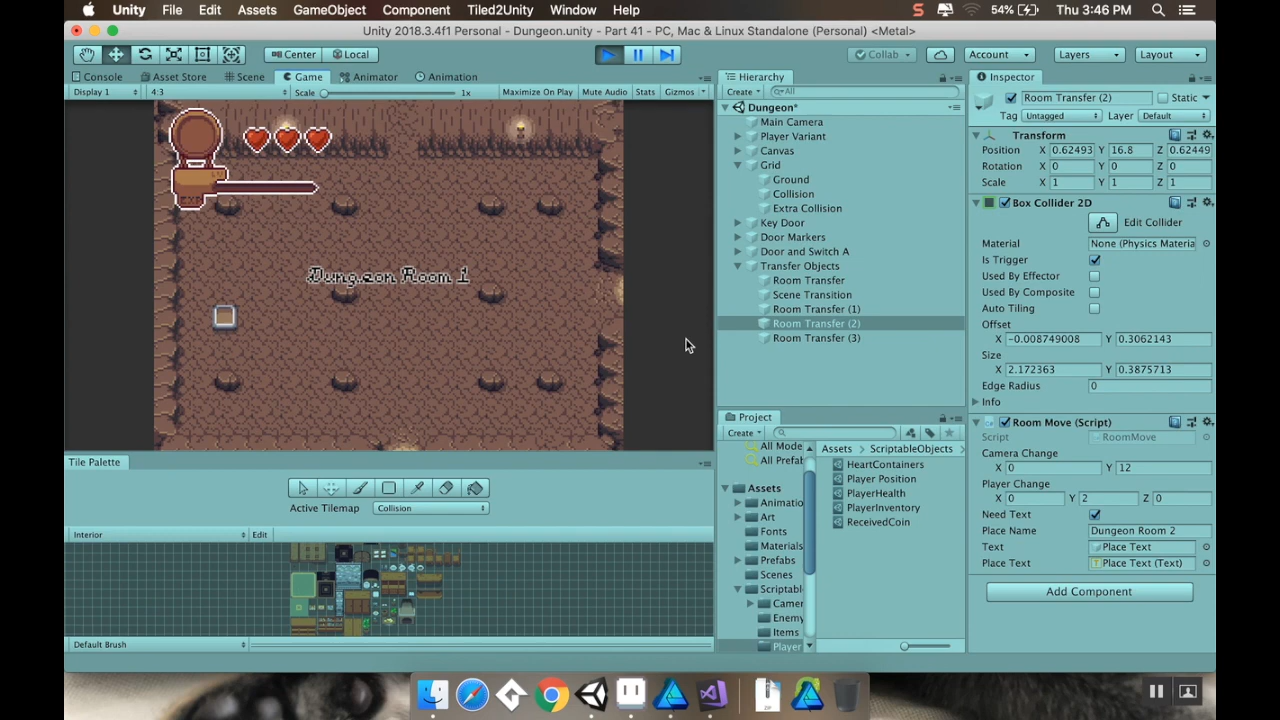 Unity File Edit Assets GameObject Component Tiled2Unity Window Help 54% Thu 3:46 PM
Unity 2018.3.4f1 Personal - Dungeon.unity - Part 41 - PC, Mac & Linux Standalone (Personal) <Metal>
Center Local Collab Account Layers Layout
Console Asset Store Scene Game Animator Animation
Display 1 4:3 Scale 1x Maximize On Play Mute Audio Stats Gizmos
Dungeon Room 1
Tile Palette
Active Tilemap Collision
Interior Edit
Default Brush
Hierarchy
Create All
Dungeon*
Main Camera
Player Variant
Canvas
Grid
Ground
Collision
Extra Collision
Key Door
Door Markers
Door and Switch A
Transfer Objects
Room Transfer
Scene Transition
Room Transfer (1)
Room Transfer (2)
Room Transfer (3)
Project
Create
All Mode
All Prefab
Assets
Animatio
Art
Fonts
Materials
Prefabs
Scenes
Scriptabl
Camer
Enemy
Items
Player
Assets ScriptableObjects
HeartContainers
Player Position
PlayerHealth
PlayerInventory
ReceivedCoin
Inspector
Room Transfer (2) Static
Tag Untagged Layer Default
Transform
Position X 0.62493 Y 16.8 Z 0.62449
Rotation X 0 Y 0 Z 0
Scale X 1 Y 1 Z 1
Box Collider 2D
Edit Collider
Material None (Physics Materia
Is Trigger
Used By Effector
Used By Composite
Auto Tiling
Offset
X -0.008749008 Y 0.3062143
Size
X 2.172363 Y 0.3875713
Edge Radius 0
Info
Room Move (Script)
Script RoomMove
Camera Change
X 0 Y 12
Player Change
X 0 Y 2 Z 0
Need Text
Place Name Dungeon Room 2
Text Place Text
Place Text Place Text (Text)
Add Component